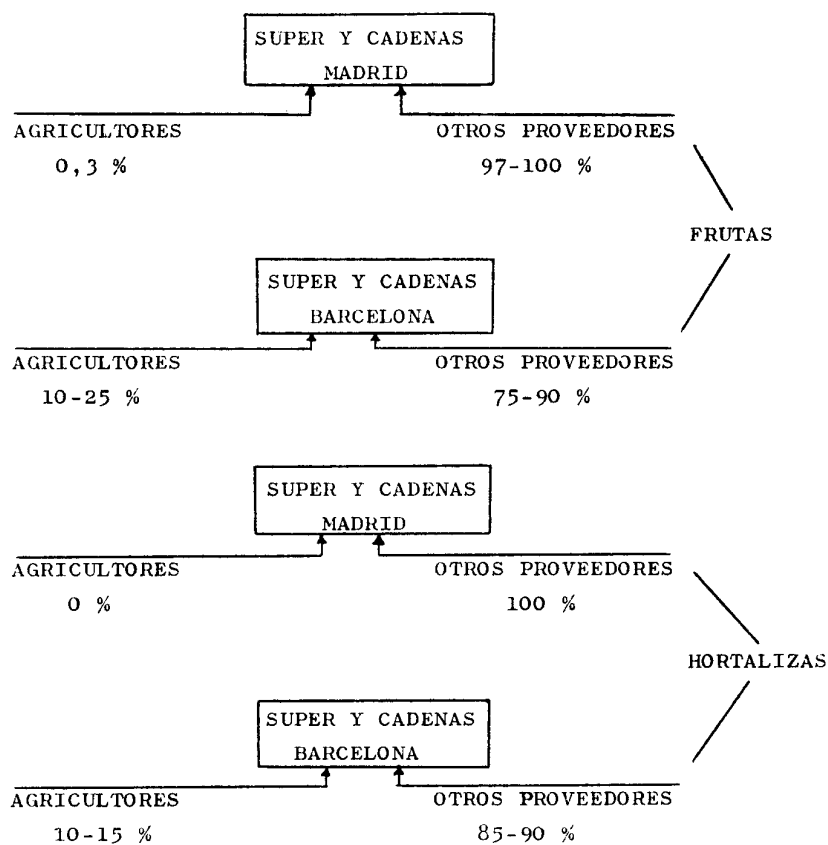 SUPER Y CADENAS
MADRID
AGRICULTORES
OTROS PROVEEDORES
0,3 %
97-100 %
FRUTAS
SUPER Y CADENAS
BARCELONA
AGRICULTORES
OTROS PROVEEDORES
10-25 %
75-90 %
SUPER Y CADENAS
MADRID
AGRICULTORES
OTROS PROVEEDORES
0 %
100 %
HORTALIZAS
SUPER Y CADENAS
BARCELONA
AGRICULTORES
OTROS PROVEEDORES
10-15 %
85-90 %